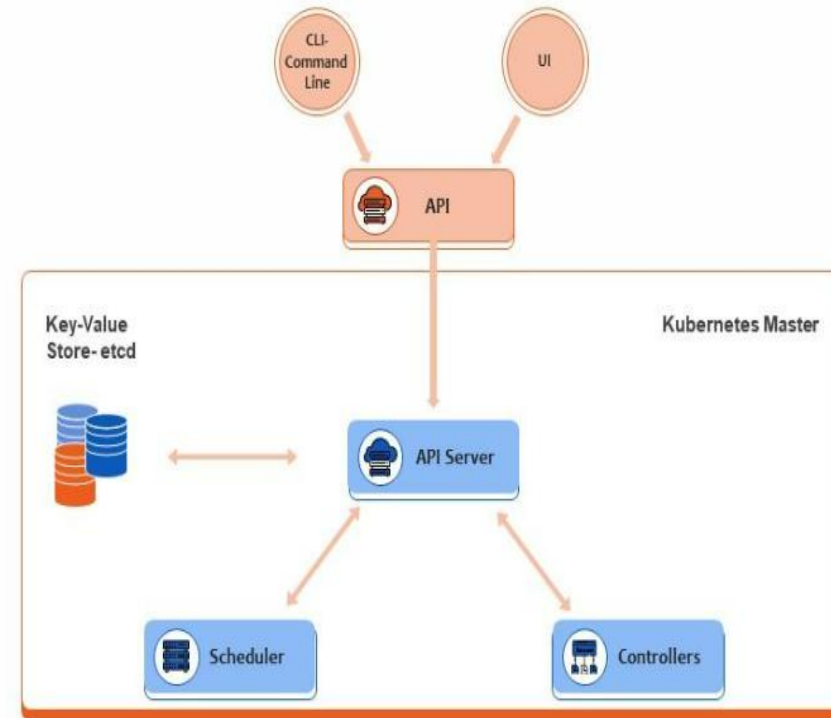 CLI-
Command
Line
UI
API
Key-Value
Store- etcd
Kubernetes Master
API Server
Scheduler
Controllers